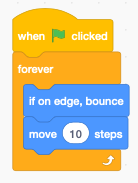 when clicked
forever
if on edge, bounce
move 10 steps